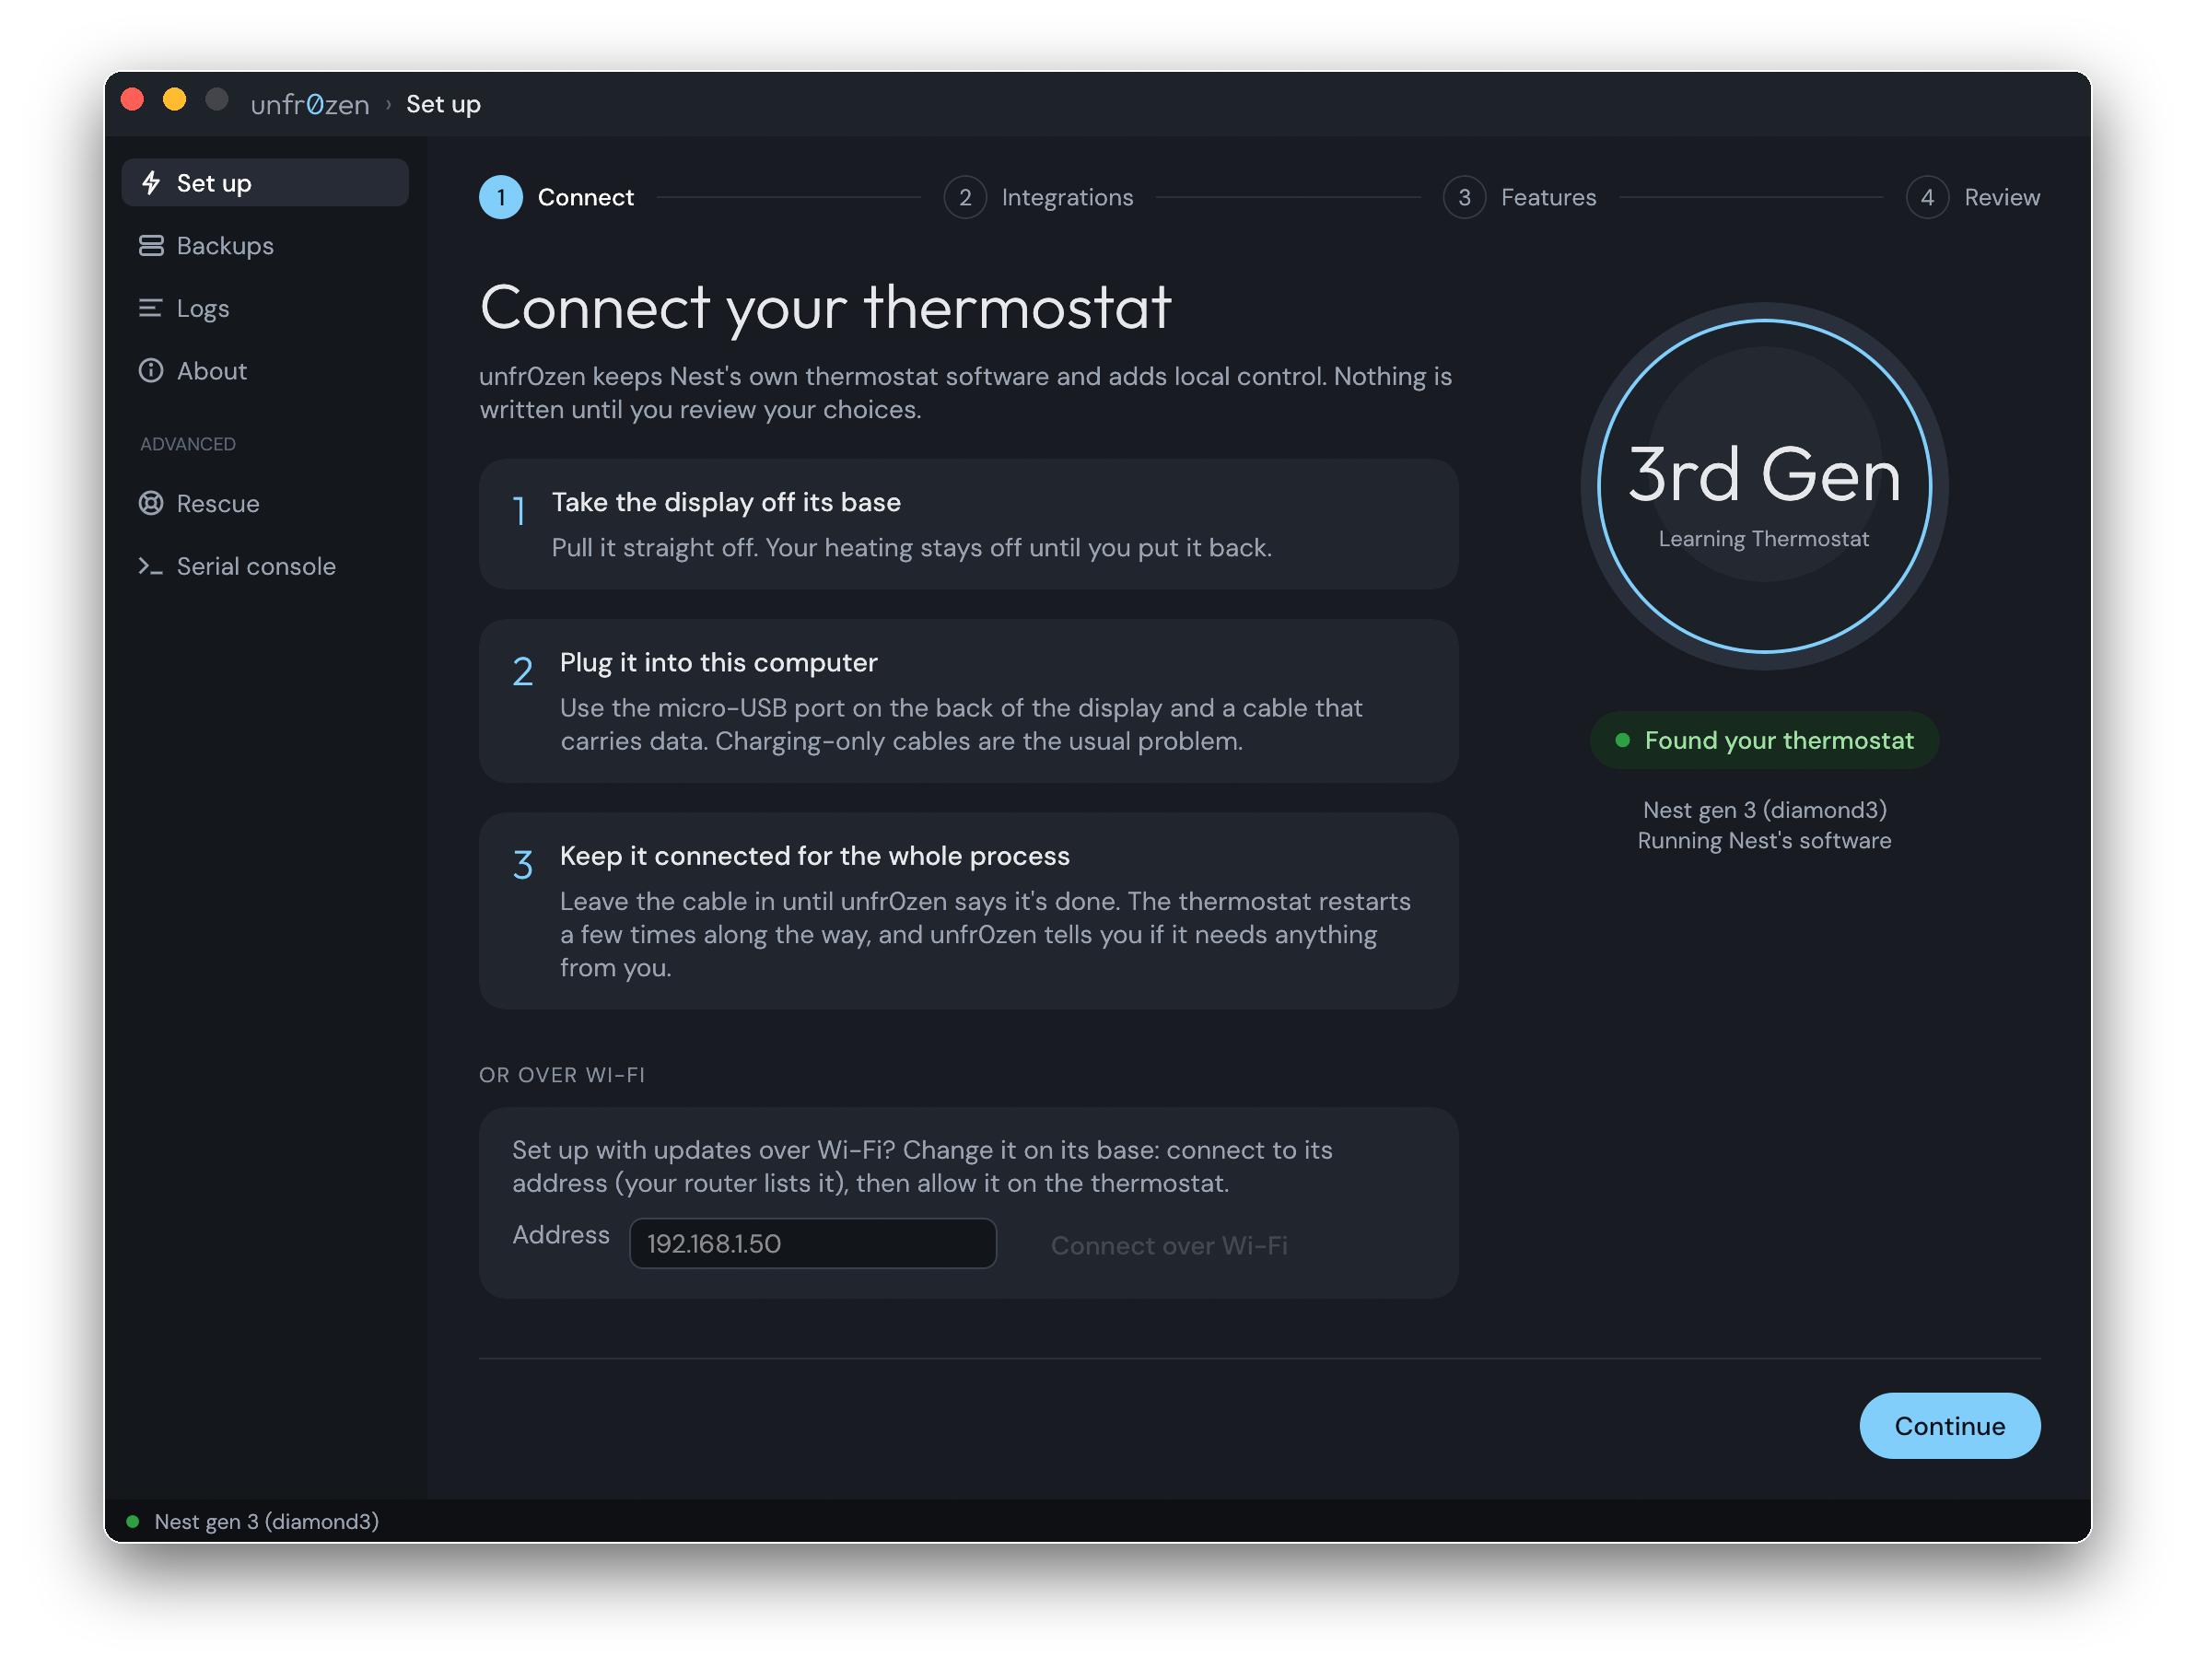 unfr0zen › Set up
Set up
Backups
Logs
About
ADVANCED
Rescue
Serial console
1 Connect
2 Integrations
3 Features
4 Review
Connect your thermostat
unfr0zen keeps Nest's own thermostat software and adds local control. Nothing is
written until you review your choices.
1 Take the display off its base
Pull it straight off. Your heating stays off until you put it back.
2 Plug it into this computer
Use the micro-USB port on the back of the display and a cable that
carries data. Charging-only cables are the usual problem.
3 Keep it connected for the whole process
Leave the cable in until unfr0zen says it's done. The thermostat restarts
a few times along the way, and unfr0zen tells you if it needs anything
from you.
OR OVER WI-FI
Set up with updates over Wi-Fi? Change it on its base: connect to its
address (your router lists it), then allow it on the thermostat.
Address 192.168.1.50 Connect over Wi-Fi
3rd Gen
Learning Thermostat
Found your thermostat
Nest gen 3 (diamond3)
Running Nest's software
Continue
Nest gen 3 (diamond3)